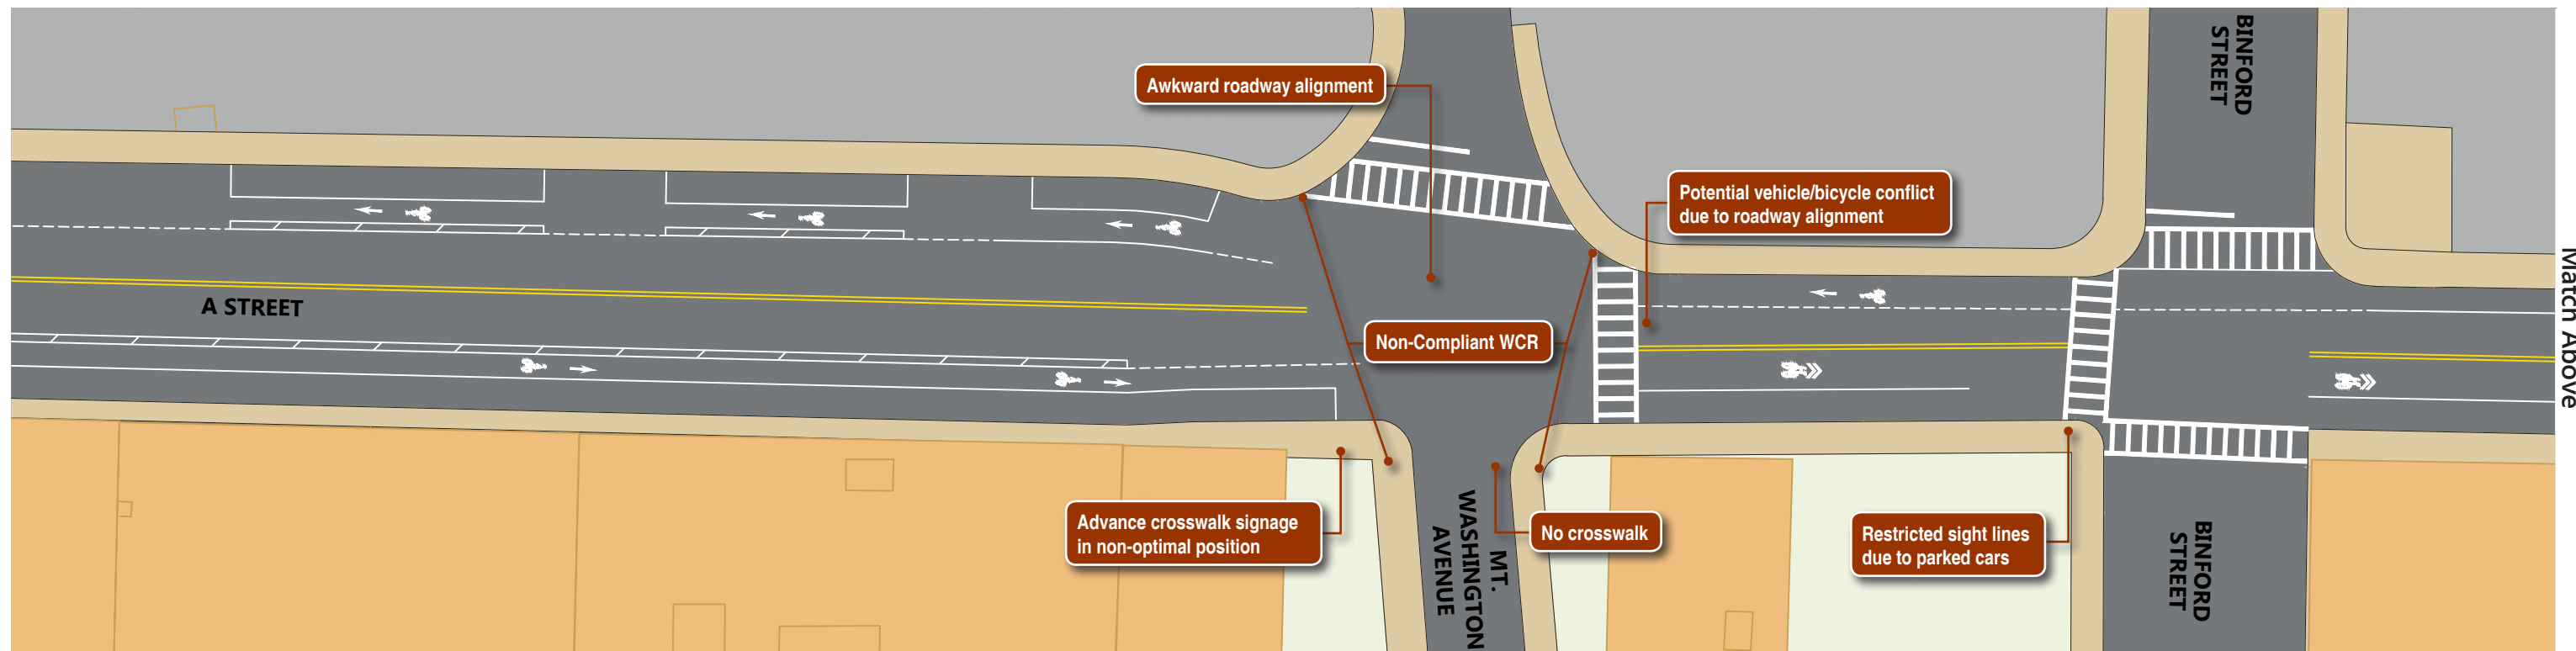 BINFORD
STREET
Awkward roadway alignment
Potential vehicle/bicycle conflict
due to roadway alignment
Match Above
A STREET
Non-Compliant WCR
Advance crosswalk signage
in non-optimal position
MT.
WASHINGTON
AVENUE
No crosswalk
Restricted sight lines
due to parked cars
BINFORD
STREET